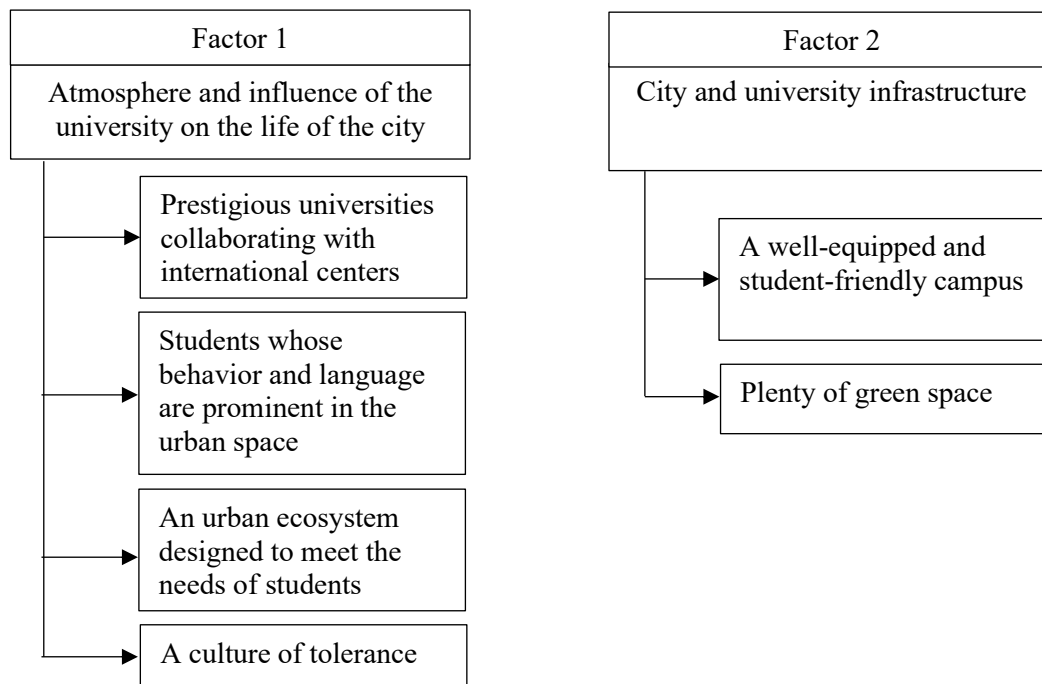 Factor 1
Atmosphere and influence of the
university on the life of the city
Prestigious universities
collaborating with
international centers
Students whose
behavior and language
are prominent in the
urban space
An urban ecosystem
designed to meet the
needs of students
A culture of tolerance
Factor 2
City and university infrastructure
A well-equipped and
student-friendly campus
Plenty of green space